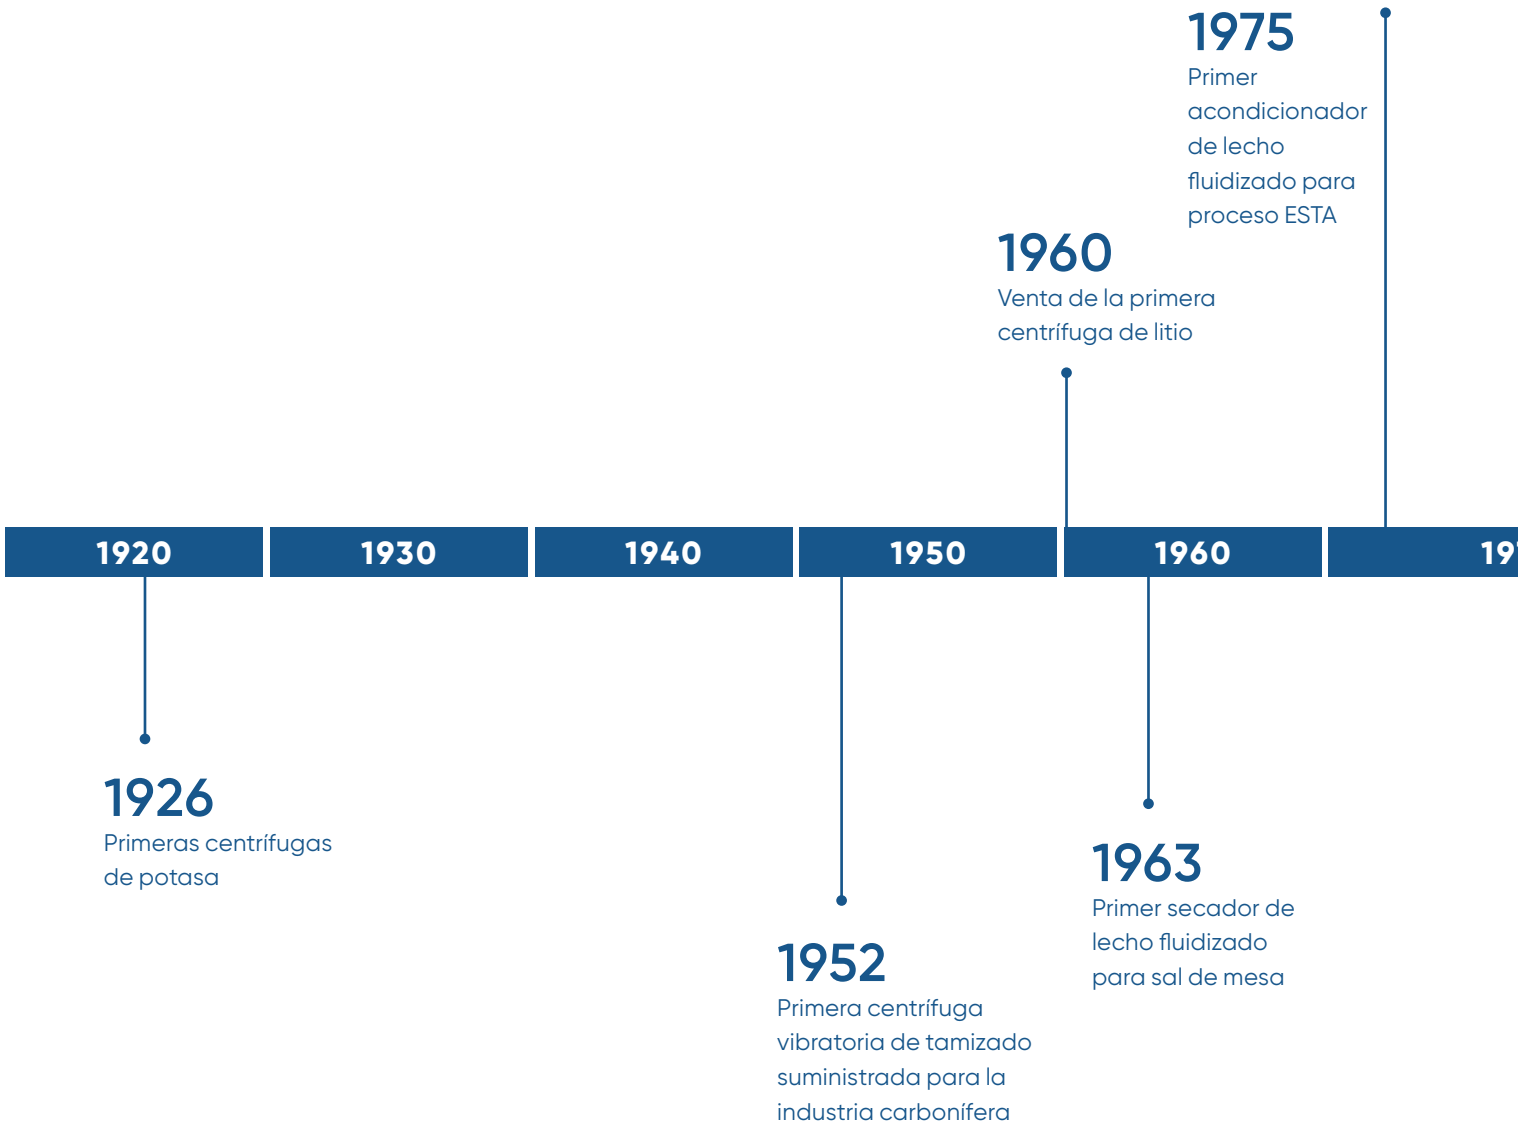 1975
Primer
acondicionador
de lecho
fluidizado para
proceso ESTA
1960
Venta de la primera
centrífuga de litio
1920
1930
1940
1950
1960
1926
Primeras centrífugas
de potasa
1952
Primera centrífuga
vibratoria de tamizado
suministrada para la
industria carbonífera
1963
Primer secador de
lecho fluidizado
para sal de mesa